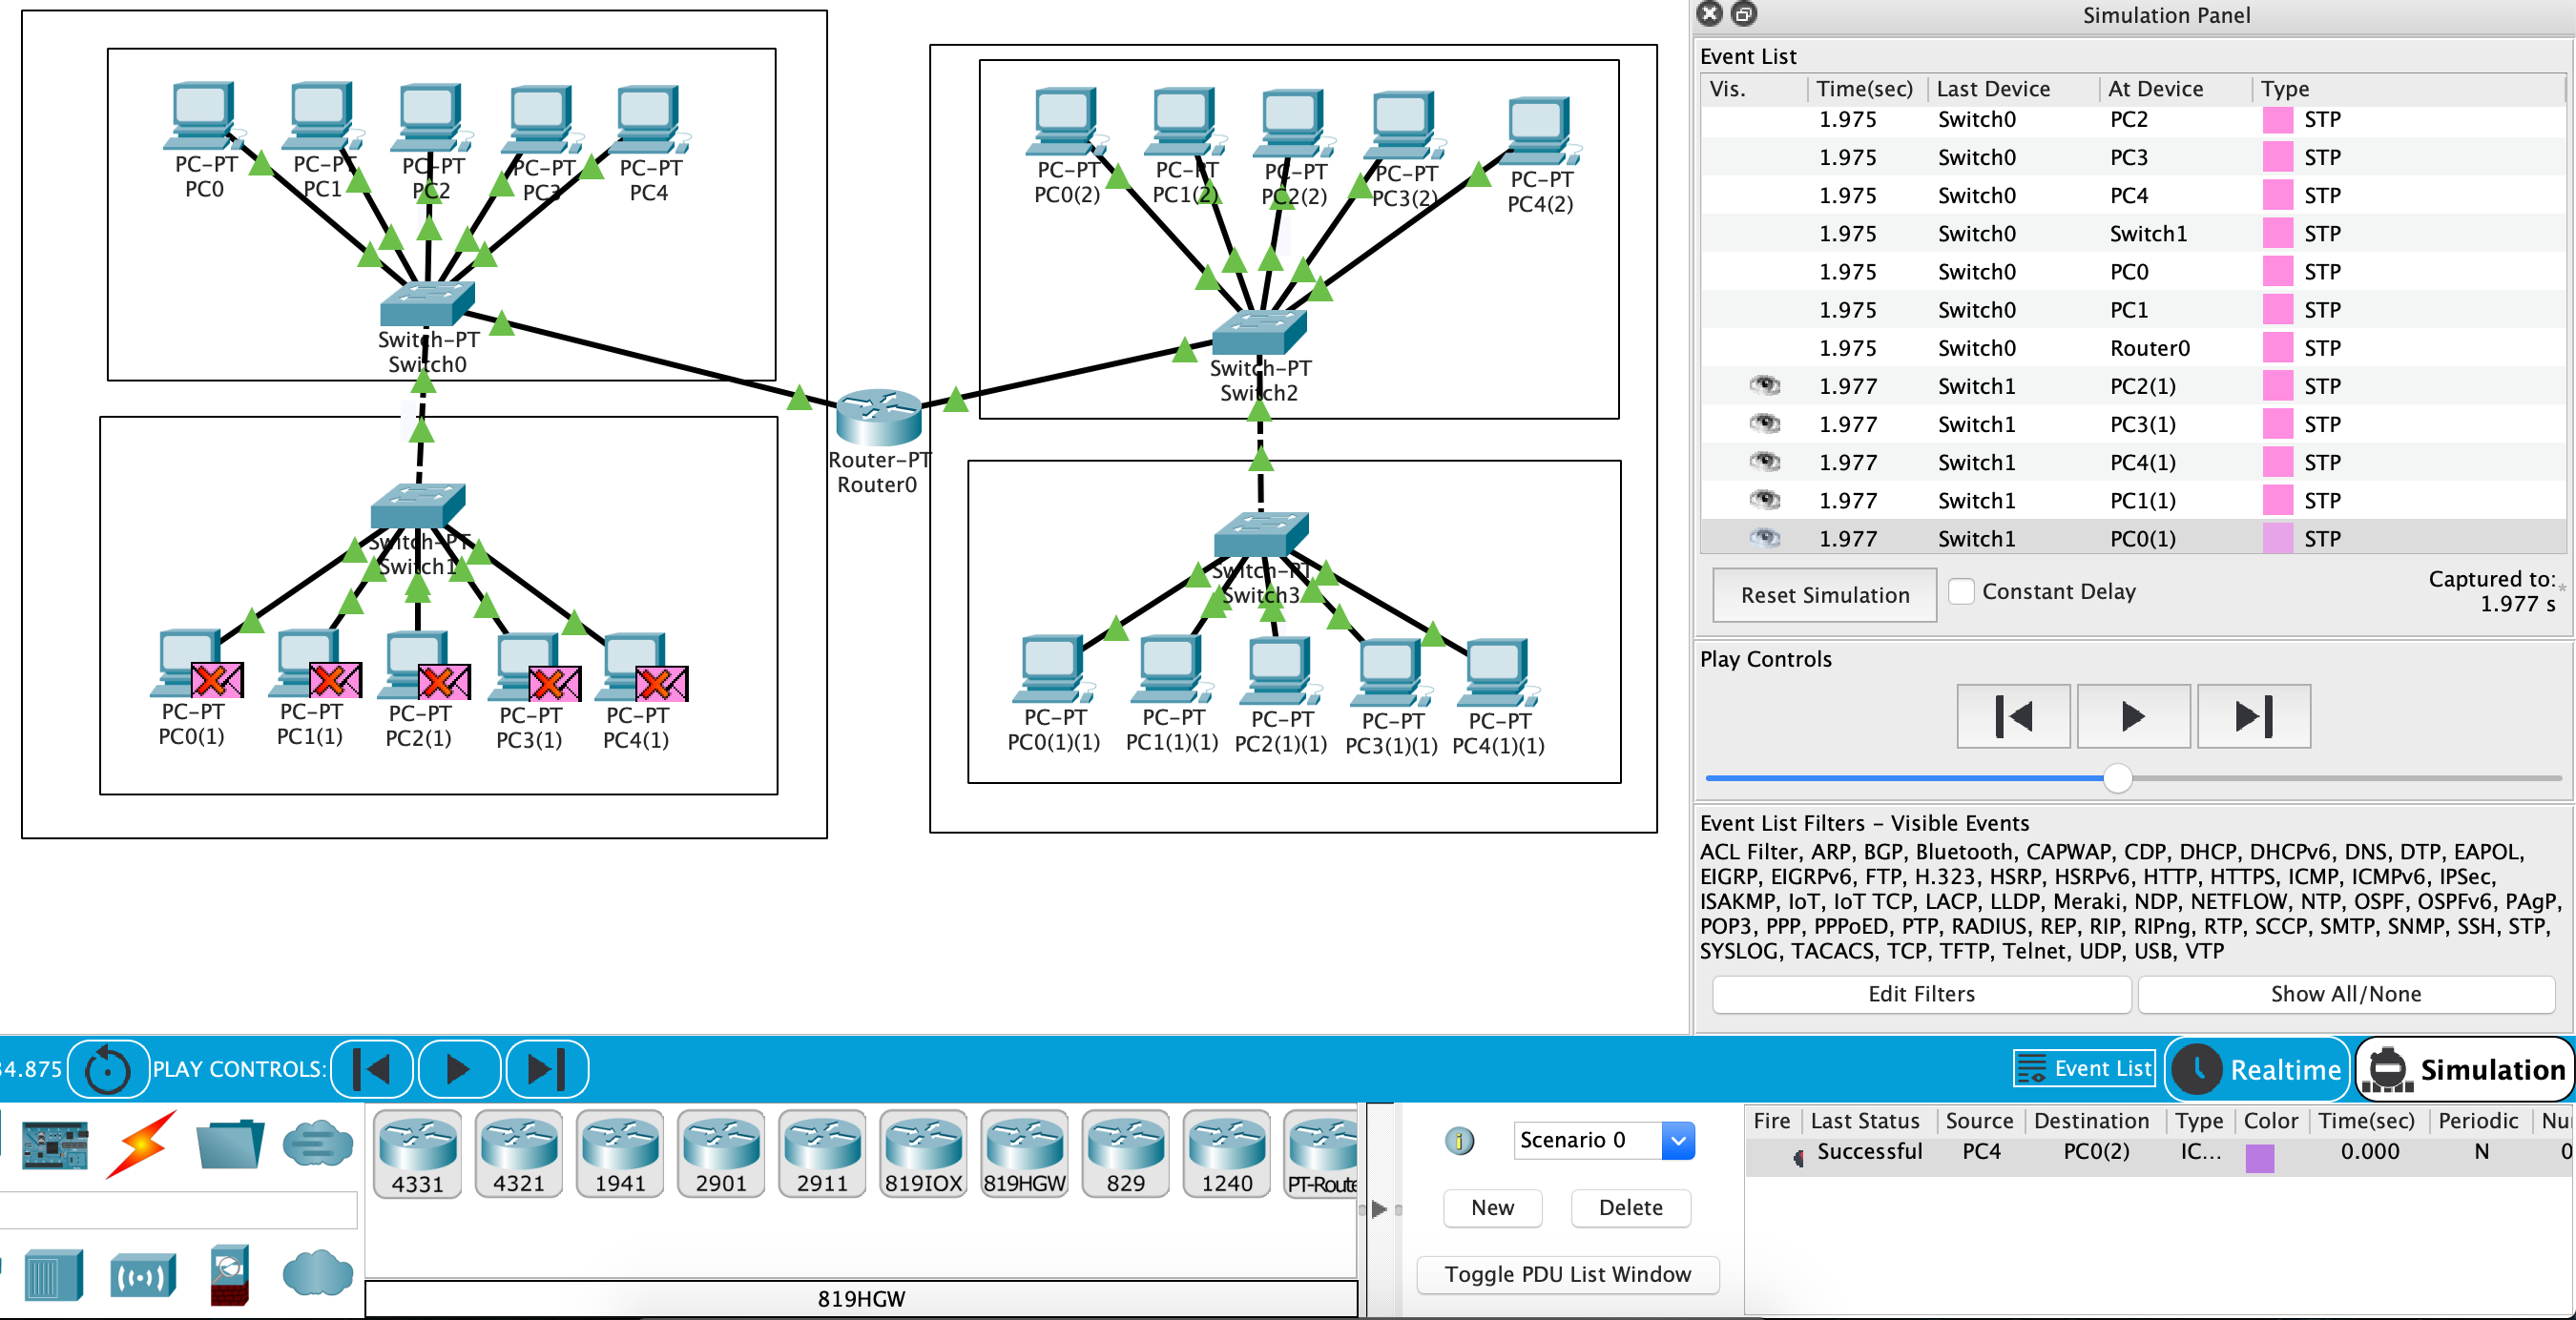 PC-PT PC-PT PC-PT PC-PT PC-PT
PC0 PC1 PC2 PC3 PC4
Switch-PT
Switch0
Switch-PT
Switch1
PC-PT PC-PT PC-PT PC-PT PC-PT
PC0(1) PC1(1) PC2(1) PC3(1) PC4(1)
Router-PT
Router0
PC-PT PC-PT PC-PT PC-PT PC-PT
PC0(2) PC1(2) PC2(2) PC3(2) PC4(2)
Switch-PT
Switch2
Switch-PT
Switch3
PC-PT PC-PT PC-PT PC-PT PC-PT
PC0(1)(1) PC1(1)(1) PC2(1)(1) PC3(1)(1) PC4(1)(1)
Simulation Panel
Event List
Vis. Time(sec) Last Device At Device Type
1.975 Switch0 PC2 STP
1.975 Switch0 PC3 STP
1.975 Switch0 PC4 STP
1.975 Switch0 Switch1 STP
1.975 Switch0 PC0 STP
1.975 Switch0 PC1 STP
1.975 Switch0 Router0 STP
1.977 Switch1 PC2(1) STP
1.977 Switch1 PC3(1) STP
1.977 Switch1 PC4(1) STP
1.977 Switch1 PC1(1) STP
1.977 Switch1 PC0(1) STP
Reset Simulation Constant Delay Captured to:*
1.977 s
Play Controls
Event List Filters – Visible Events
ACL Filter, ARP, BGP, Bluetooth, CAPWAP, CDP, DHCP, DHCPv6, DNS, DTP, EAPOL,
EIGRP, EIGRPv6, FTP, H.323, HSRP, HSRPv6, HTTP, HTTPS, ICMP, ICMPv6, IPSec,
ISAKMP, IoT, IoT TCP, LACP, LLDP, Meraki, NDP, NETFLOW, NTP, OSPF, OSPFv6, PAgP,
POP3, PPP, PPPoED, PTP, RADIUS, REP, RIP, RIPng, RTP, SCCP, SMTP, SNMP, SSH, STP,
SYSLOG, TACACS, TCP, TFTP, Telnet, UDP, USB, VTP
Edit Filters Show All/None
4.875 PLAY CONTROLS: Event List Realtime Simulation
4331 4321 1941 2901 2911 819IOX 819HGW 829 1240 PT-Route
819HGW
Scenario 0
New Delete
Toggle PDU List Window
Fire Last Status Source Destination Type Color Time(sec) Periodic Nu
Successful PC4 PC0(2) IC... 0.000 N 0